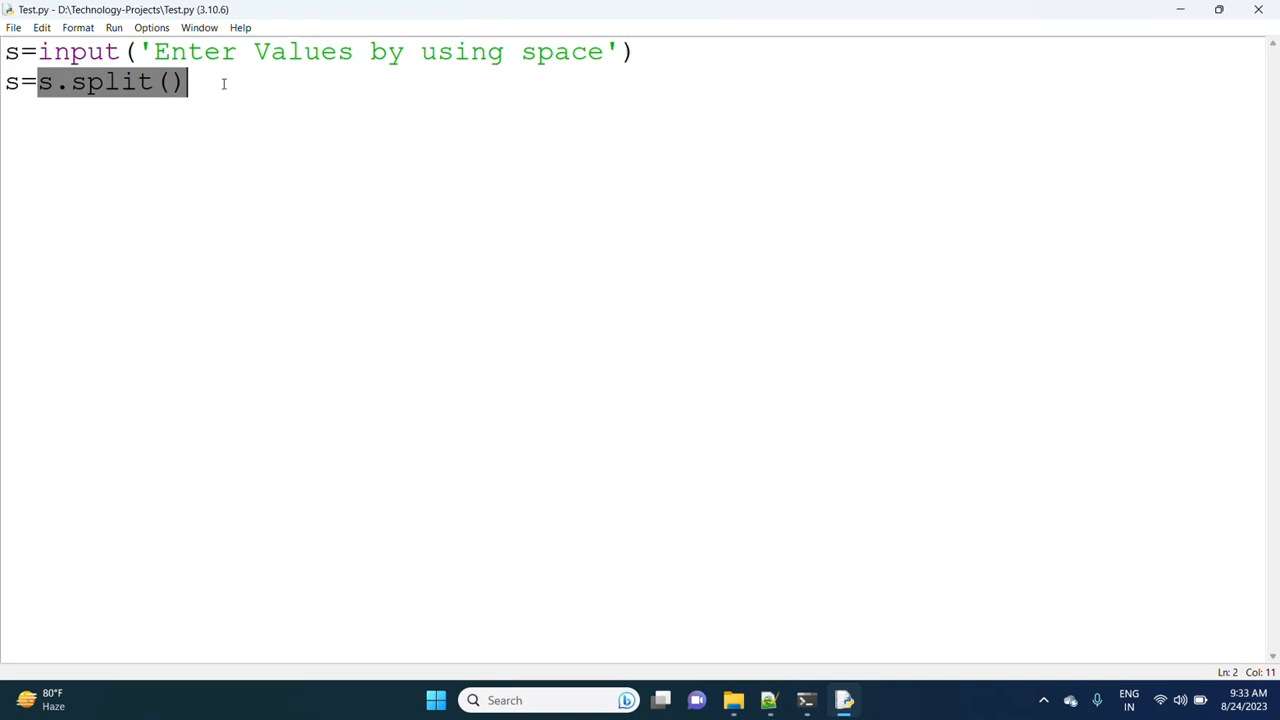 Test.py - D:\Technology-Projects\Test.py (3.10.6)
File Edit Format Run Options Window Help
s=input('Enter Values by using space')
s=s.split()
Ln: 2 Col: 11
80°F
Haze
Search
ENG
IN
9:33 AM
8/24/2023